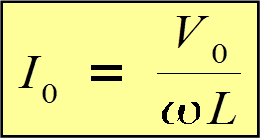 I₀ = V₀ / ωL